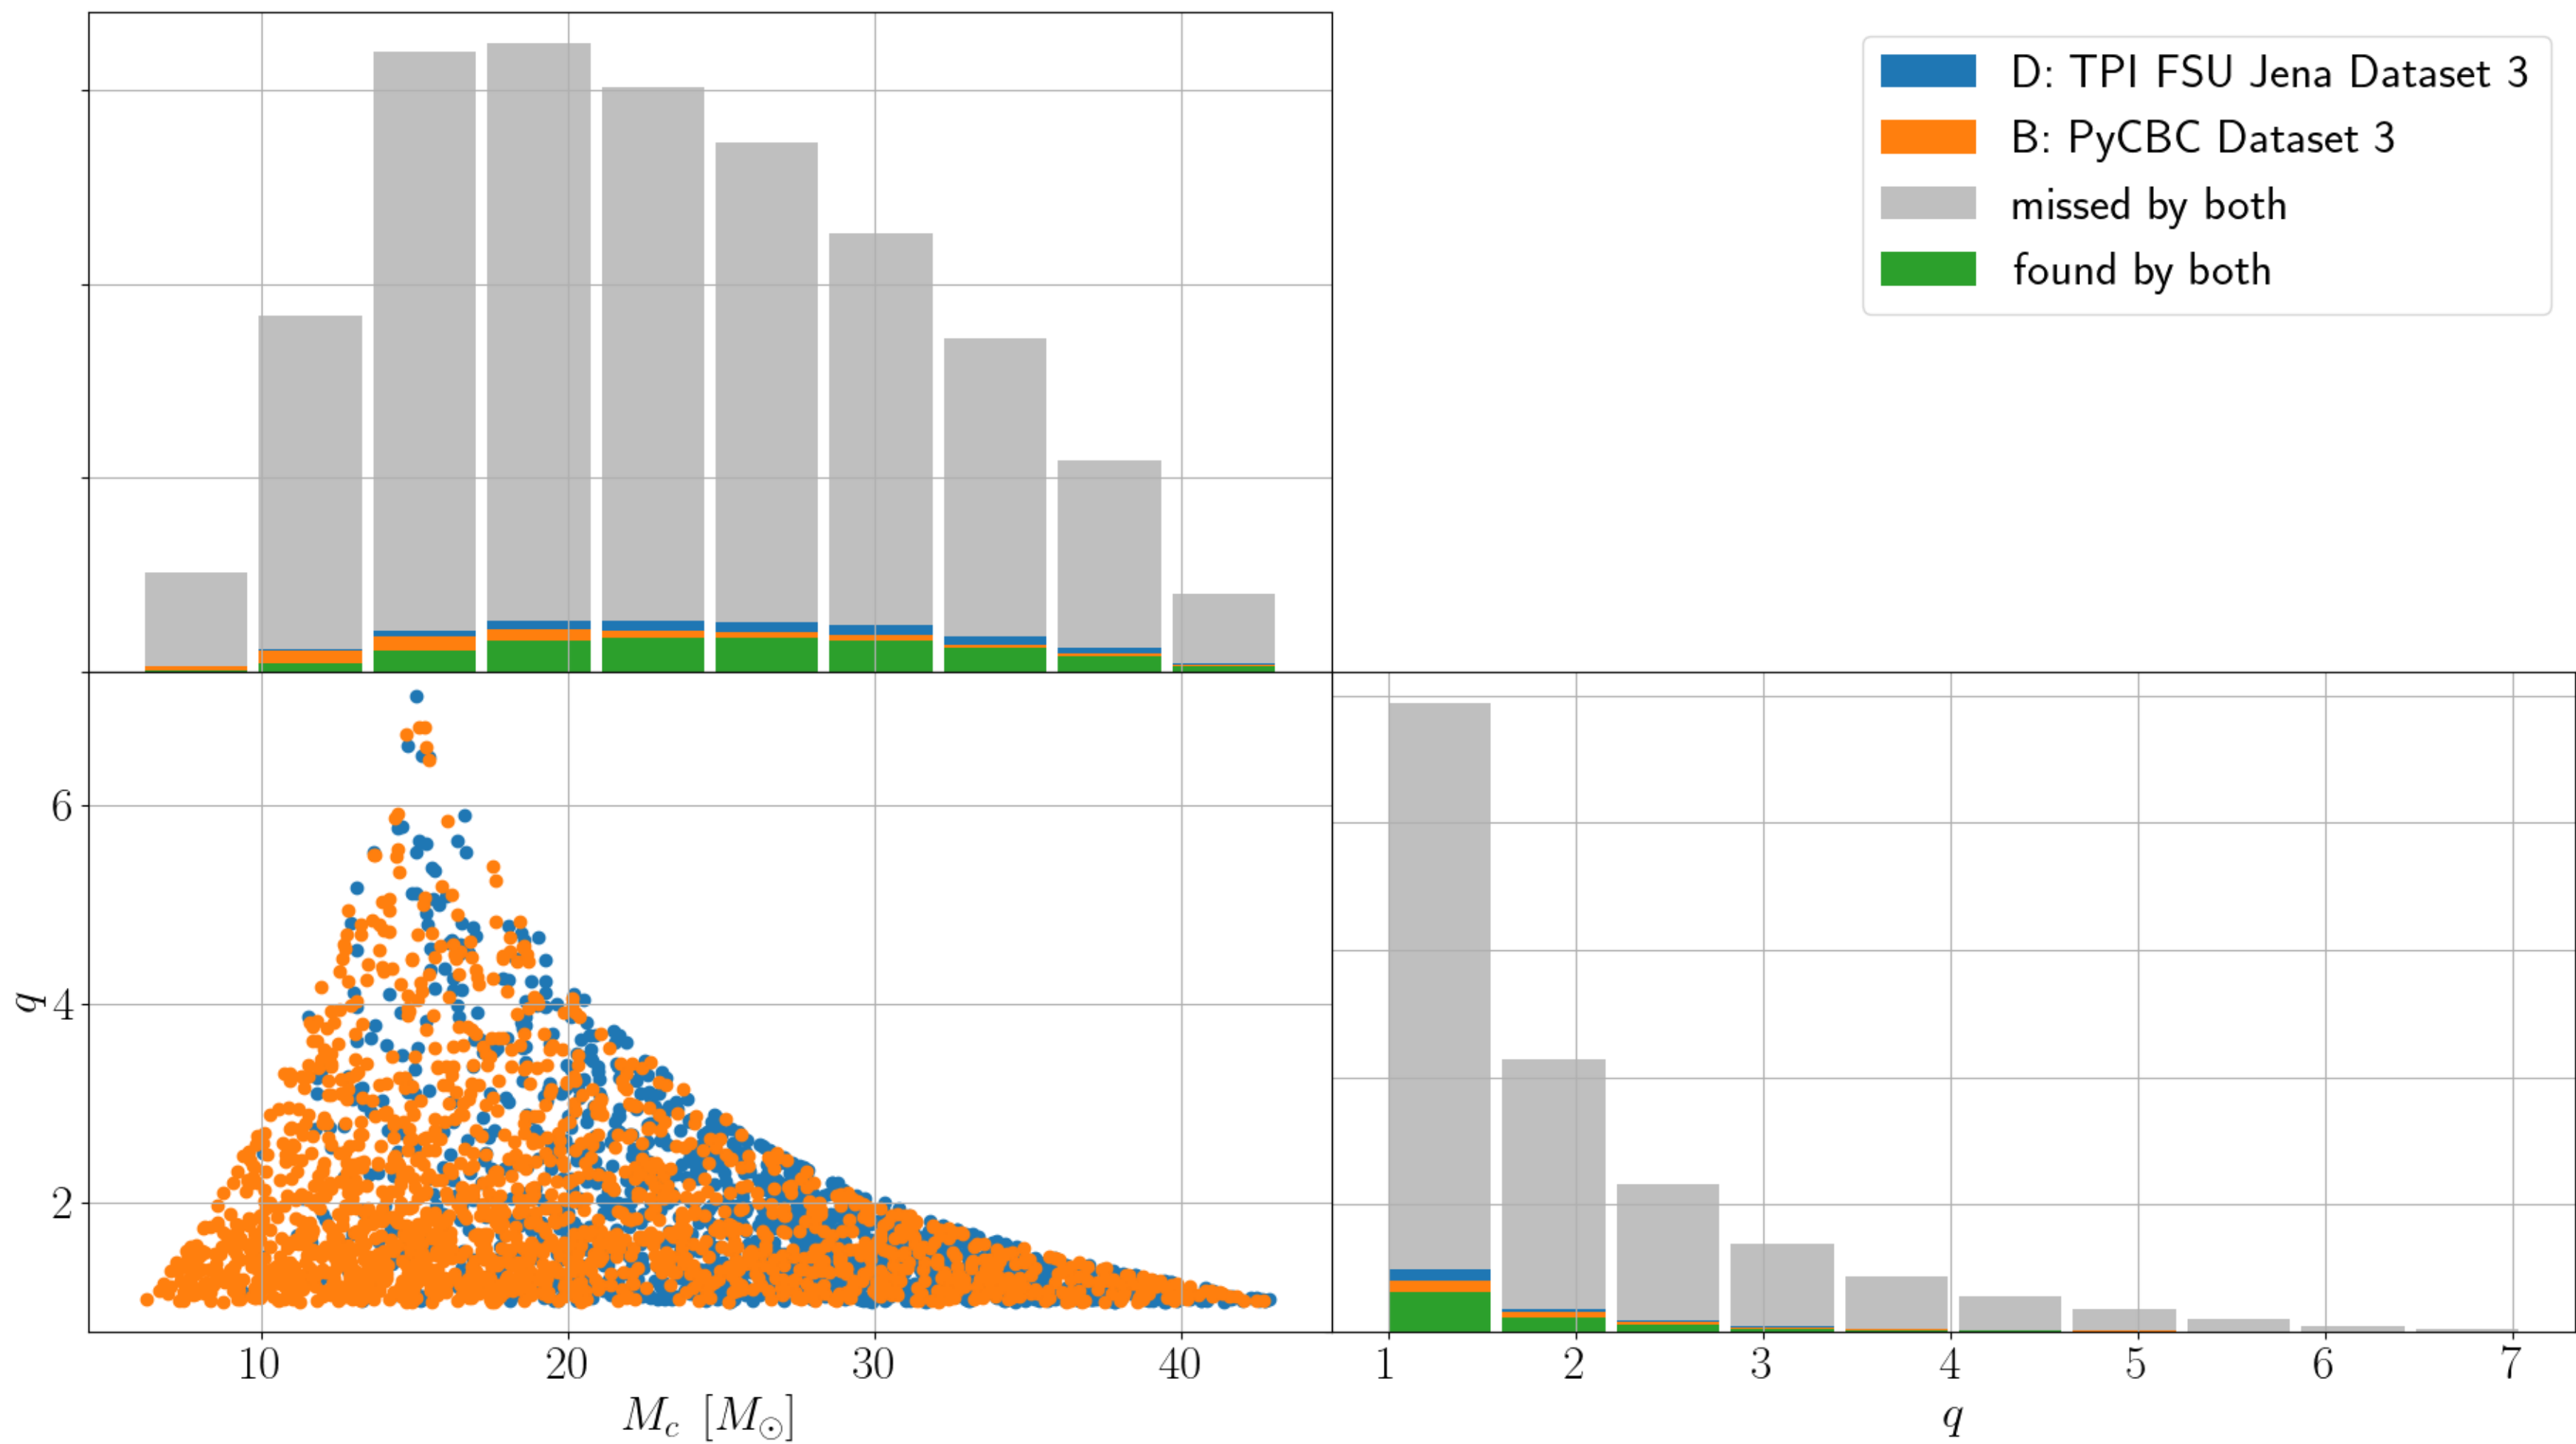 D: TPI FSU Jena Dataset 3
B: PyCBC Dataset 3
missed by both
found by both
6
4
2
q
10 20 30 40
M_c [M_⊙]
1 2 3 4 5 6 7
q